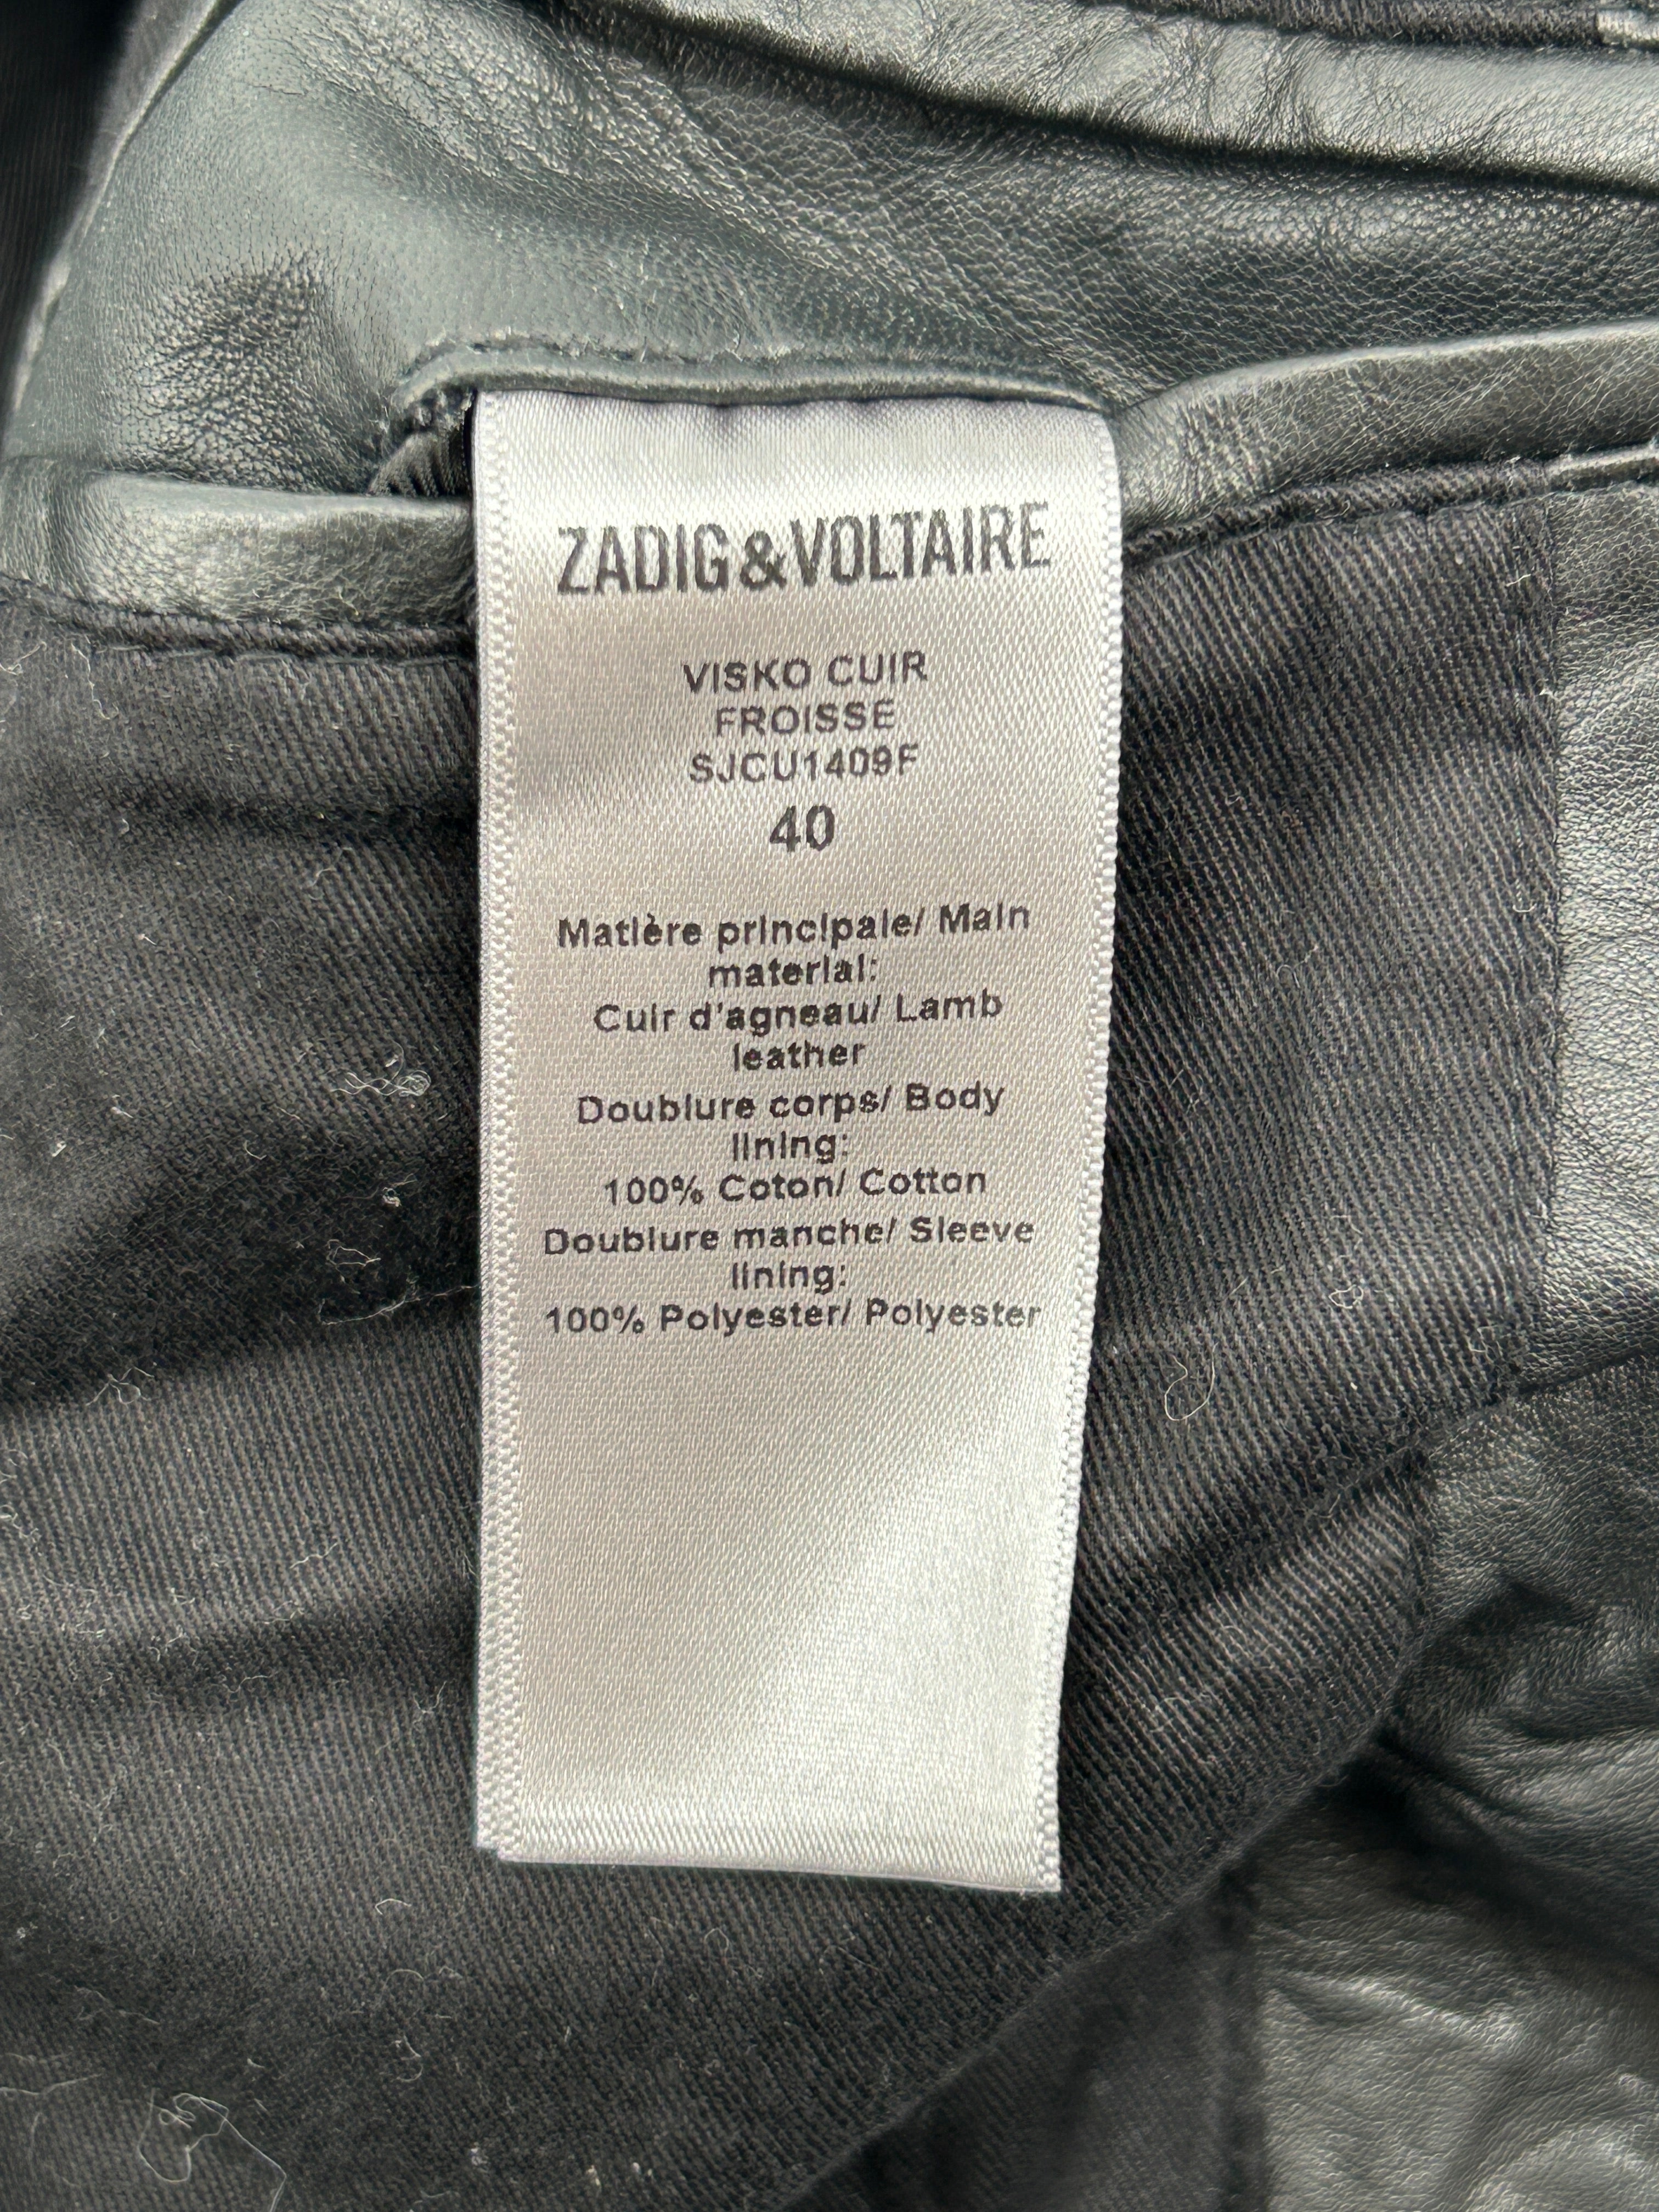 ZADIG&VOLTAIRE
VISKO CUIR
FROISSE
SJCU1409F
40
Matière principale/ Main
material:
Cuir d'agneau/ Lamb
leather
Doublure corps/ Body
lining:
100% Coton/ Cotton
Doublure manche/ Sleeve
lining:
100% Polyester/ Polyester